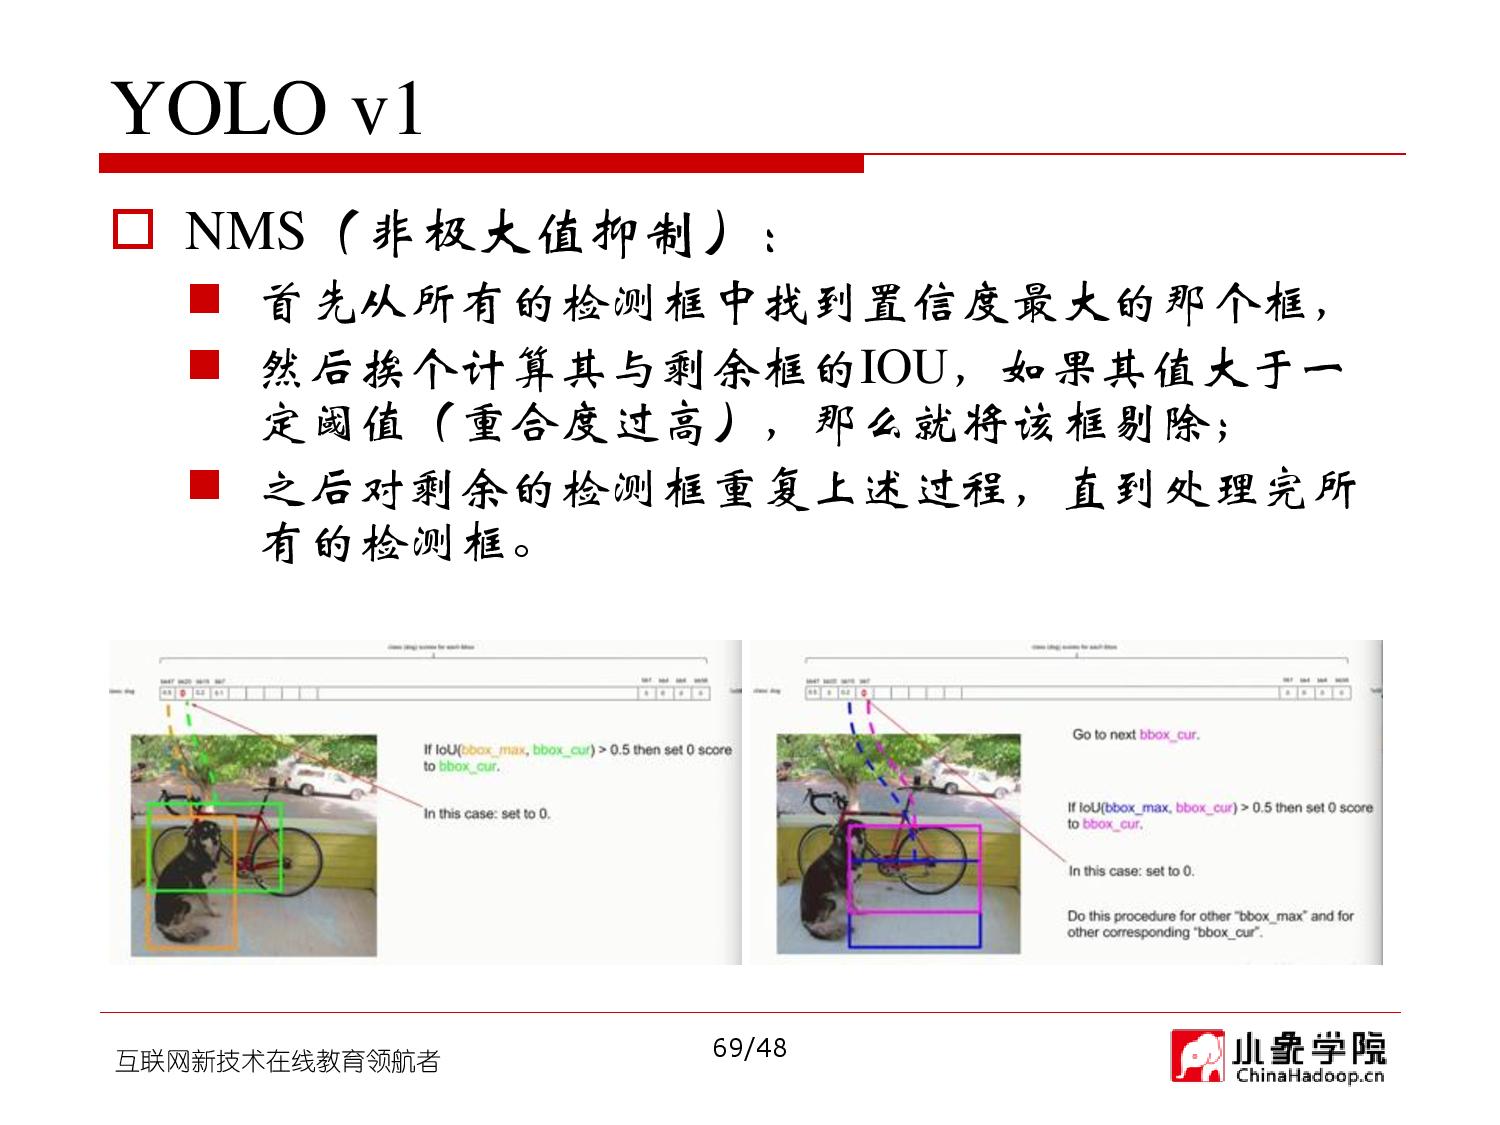 YOLO v1
NMS（非极大值抑制）：
首先从所有的检测框中找到置信度最大的那个框，
然后挨个计算其与剩余框的IOU，如果其值大于一
定阈值（重合度过高），那么就将该框剔除；
之后对剩余的检测框重复上述过程，直到处理完所
有的检测框。
class (dog) scores for each bbox
bb47 bb20 bb15 bb7
class: dog
0.5 0 0.2 0.1
If IoU(bbox_max, bbox_cur) > 0.5 then set 0 score
to bbox_cur.
In this case: set to 0.
class (dog) scores for each bbox
bb47 bb20 bb15 bb7
class: dog
0.5 0 0.2 0
Go to next bbox_cur.
If IoU(bbox_max, bbox_cur) > 0.5 then set 0 score
to bbox_cur.
In this case: set to 0.
Do this procedure for other “bbox_max” and for
other corresponding “bbox_cur”.
互联网新技术在线教育领航者
69/48
小象学院
ChinaHadoop.cn